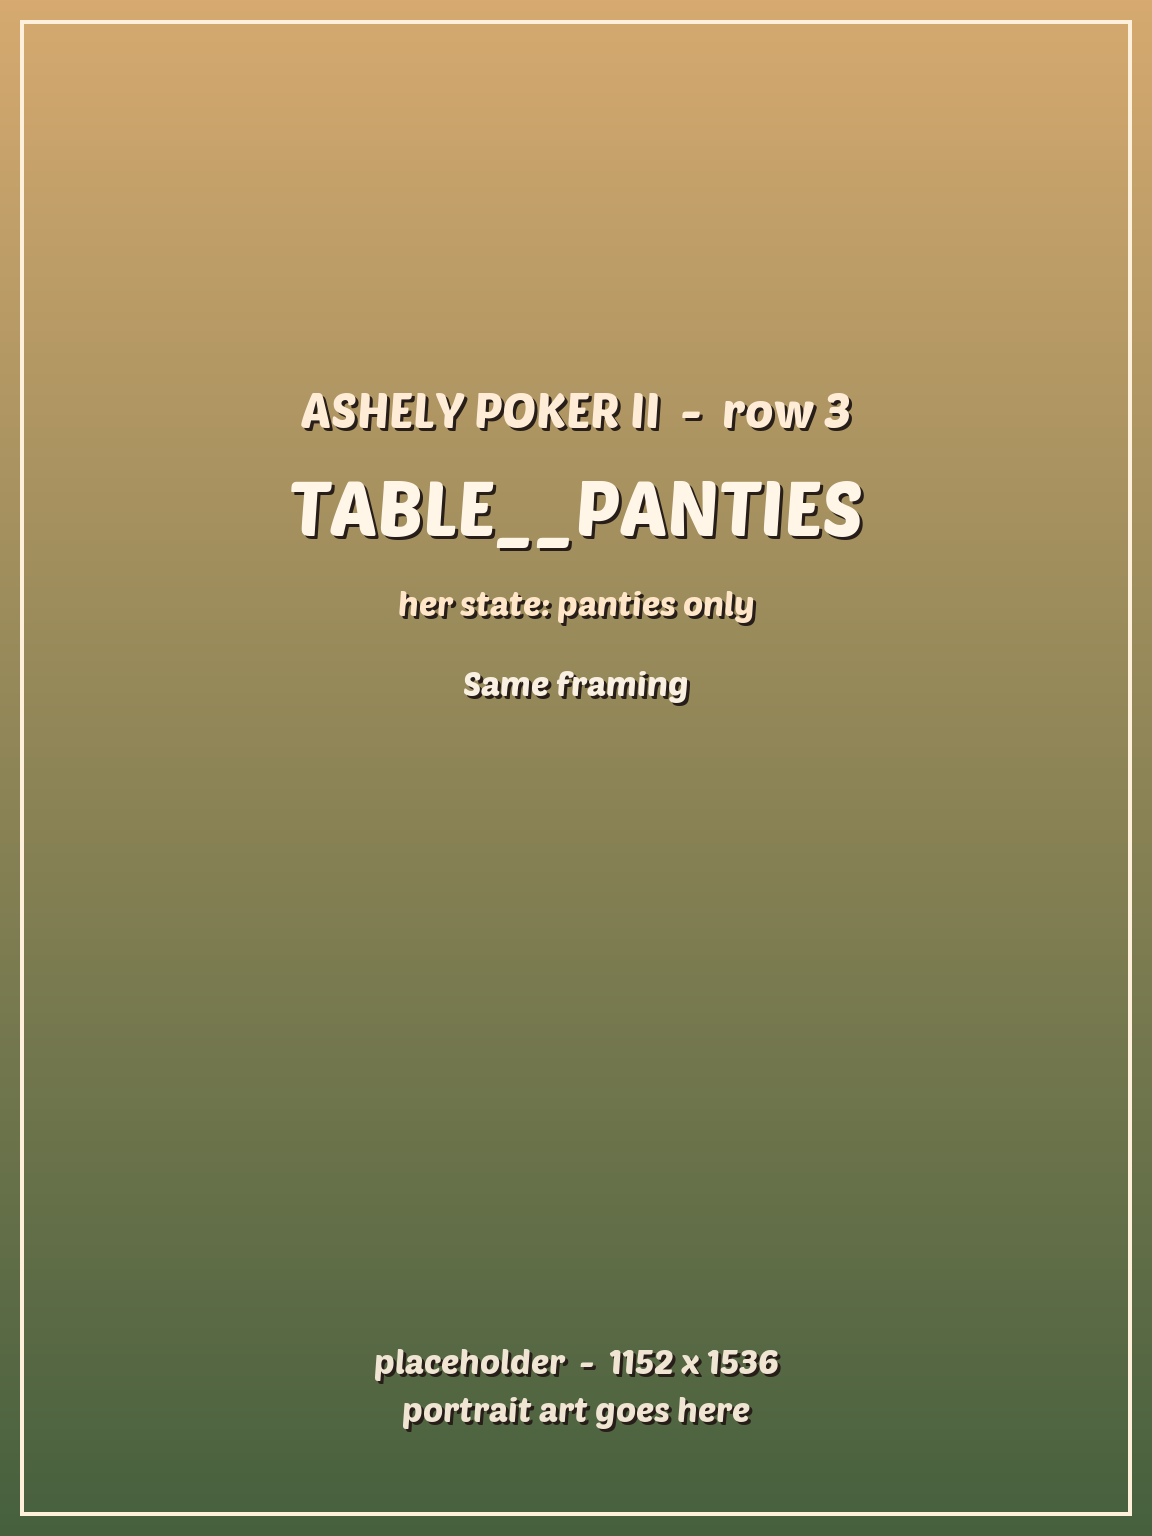 ASHELY POKER II - row 3
TABLE__PANTIES
her state: panties only
Same framing
placeholder - 1152 x 1536
portrait art goes here